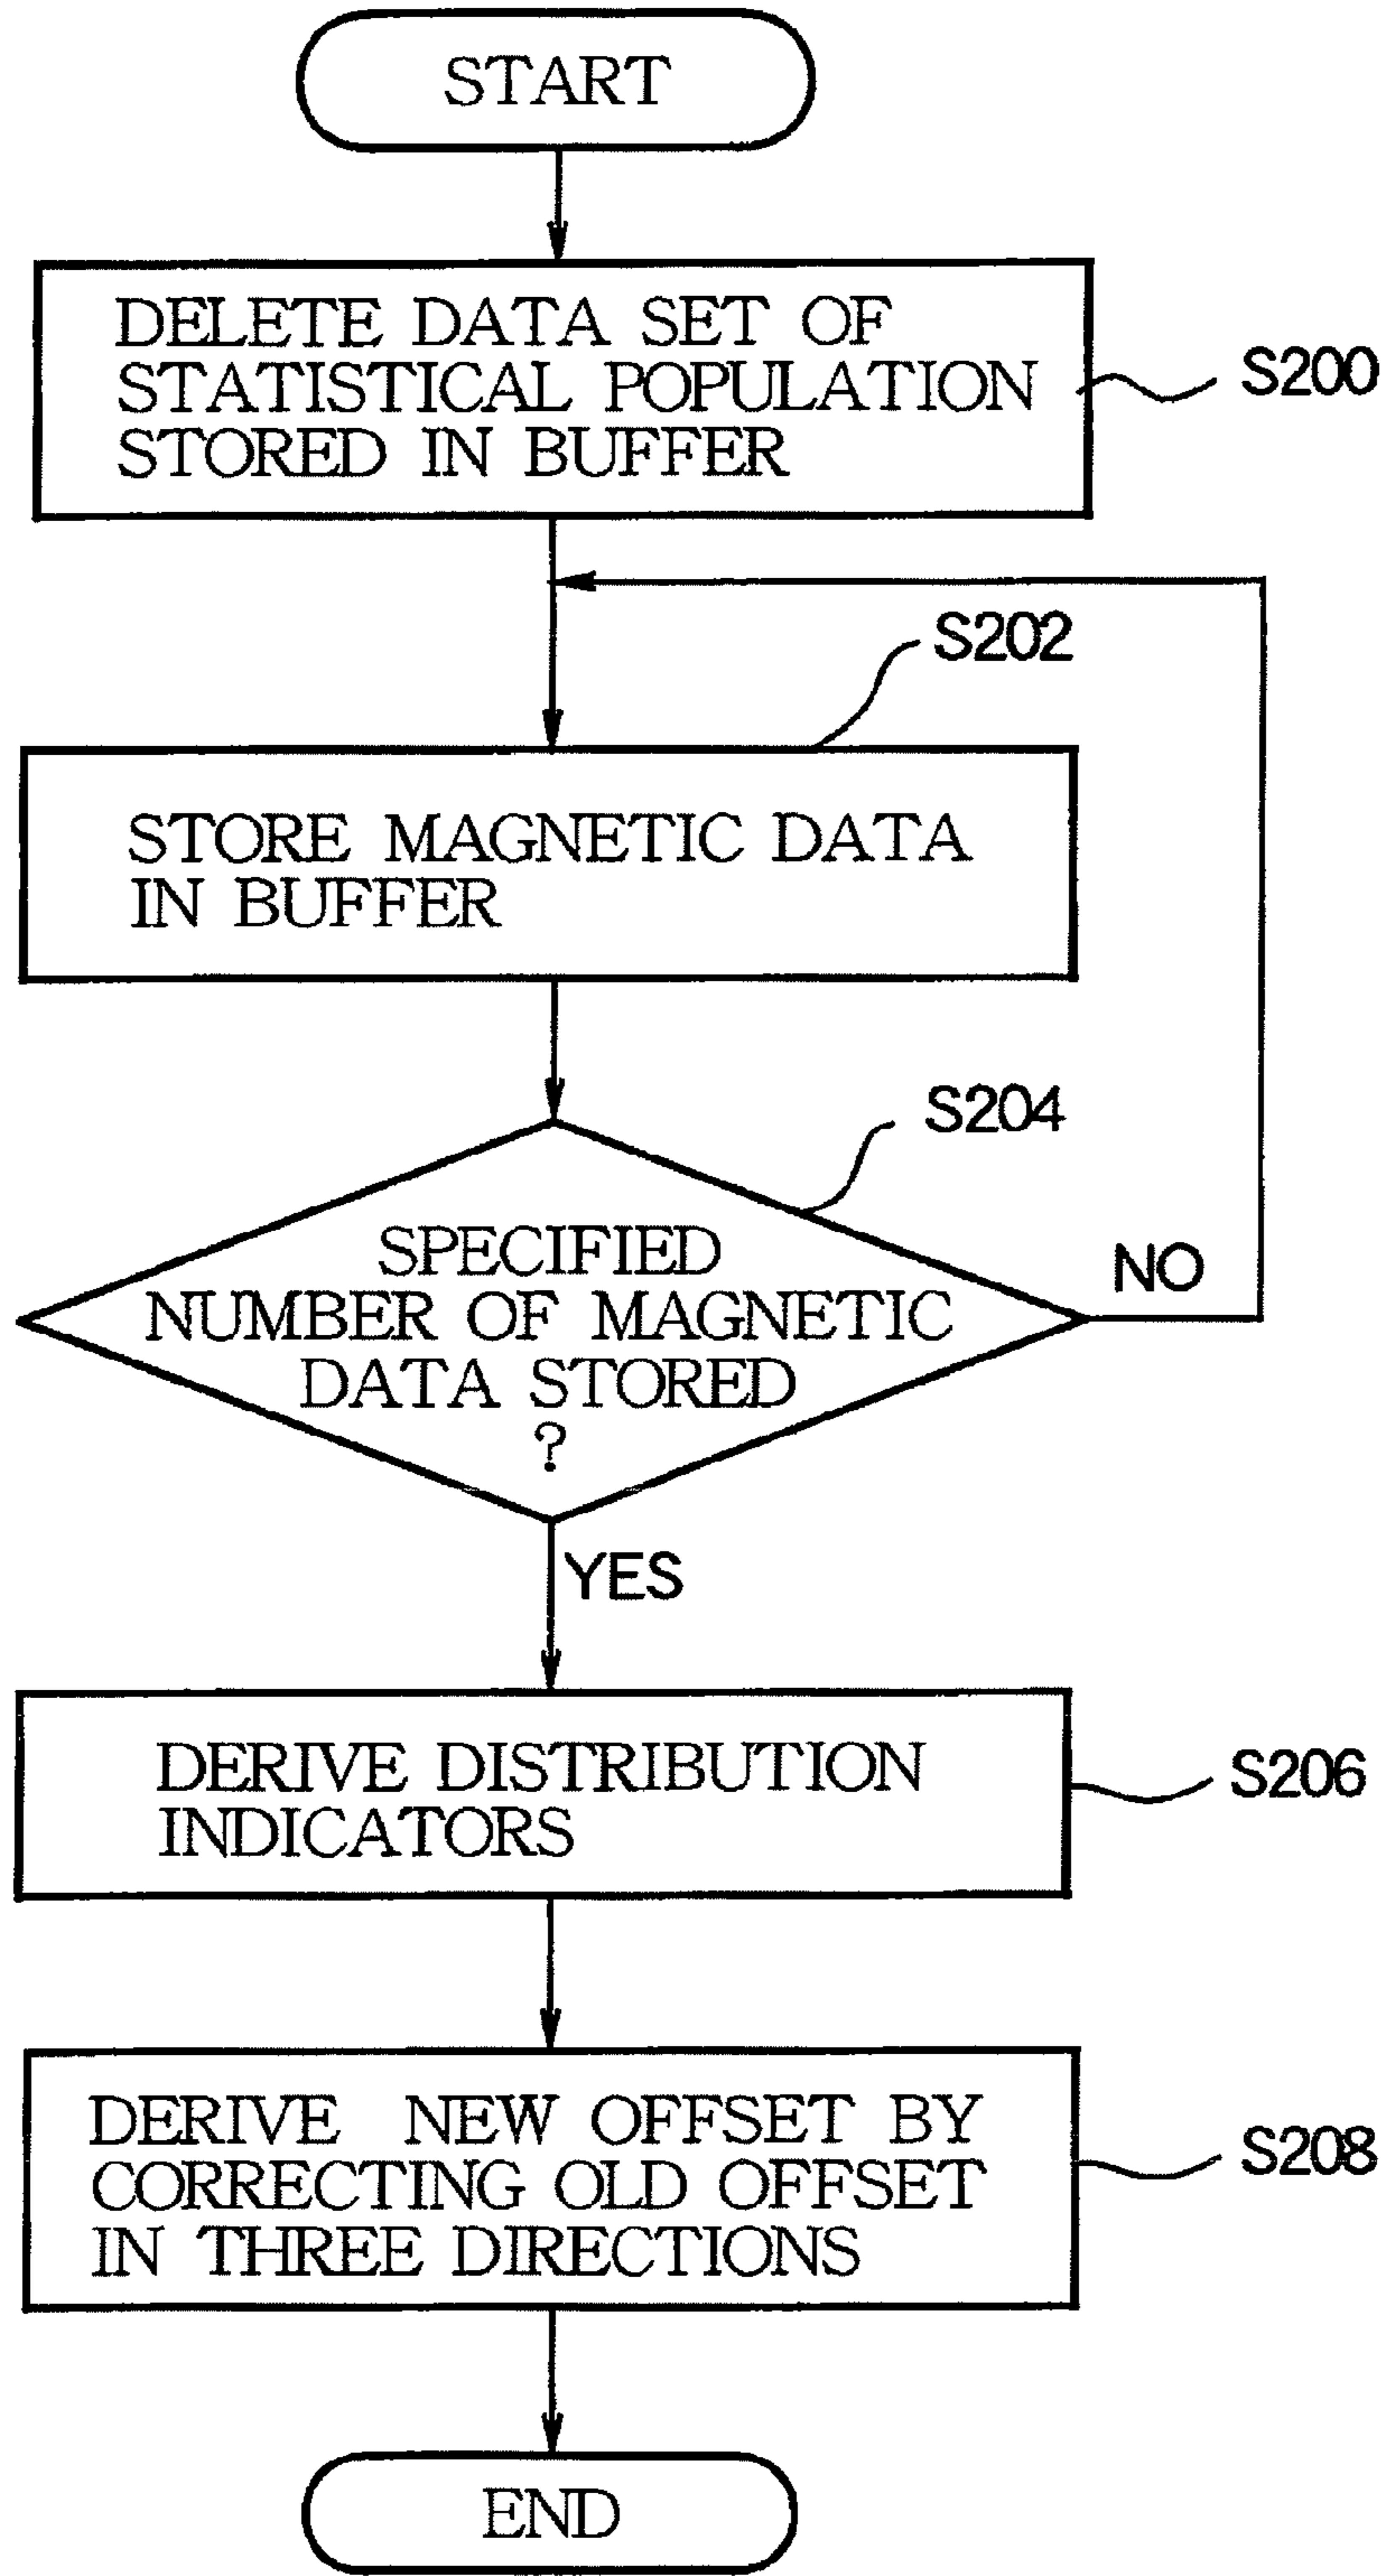 START
DELETE DATA SET OF
STATISTICAL POPULATION
STORED IN BUFFER
S200
S202
STORE MAGNETIC DATA
IN BUFFER
S204
SPECIFIED
NUMBER OF MAGNETIC
DATA STORED
?
NO
YES
DERIVE DISTRIBUTION
INDICATORS
S206
DERIVE NEW OFFSET BY
CORRECTING OLD OFFSET
IN THREE DIRECTIONS
S208
END